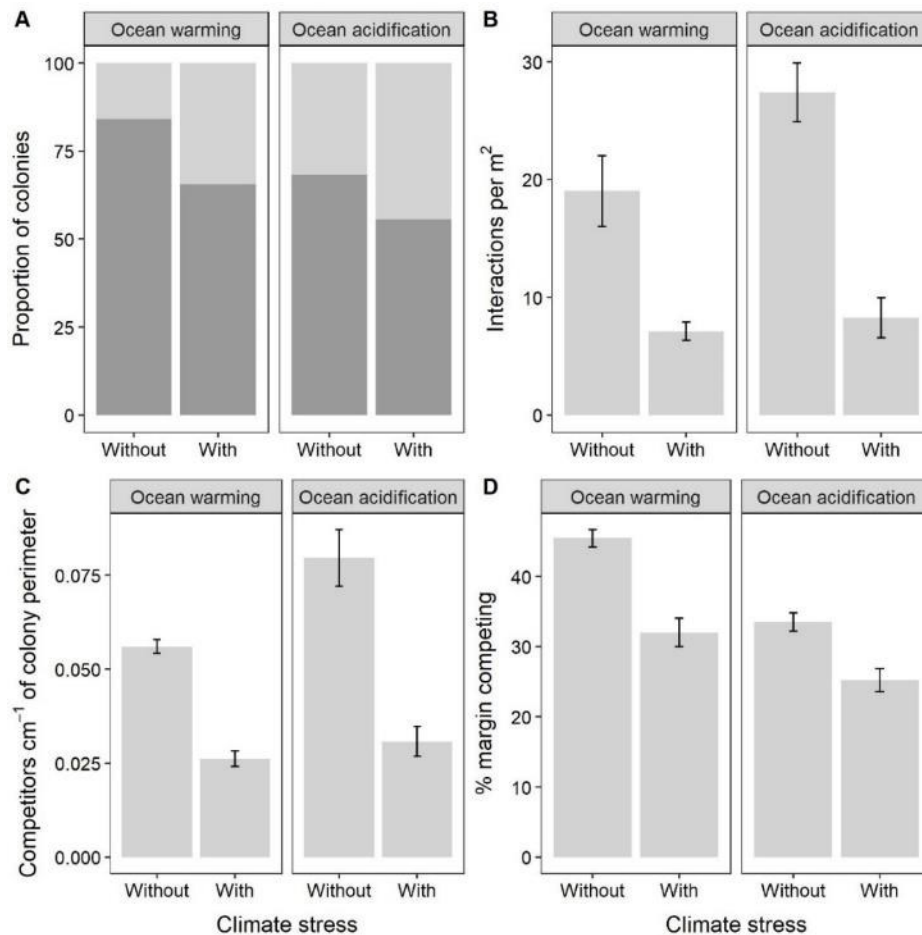 A
Ocean warming
Ocean acidification
Proportion of colonies
100
75
50
25
0
Without
With
Without
With
B
Ocean warming
Ocean acidification
Interactions per m²
30
20
10
0
Without
With
Without
With
C
Ocean warming
Ocean acidification
Competitors cm⁻¹ of colony perimeter
0.075
0.050
0.025
0.000
Without
With
Without
With
Climate stress
D
Ocean warming
Ocean acidification
% margin competing
40
30
20
10
0
Without
With
Without
With
Climate stress